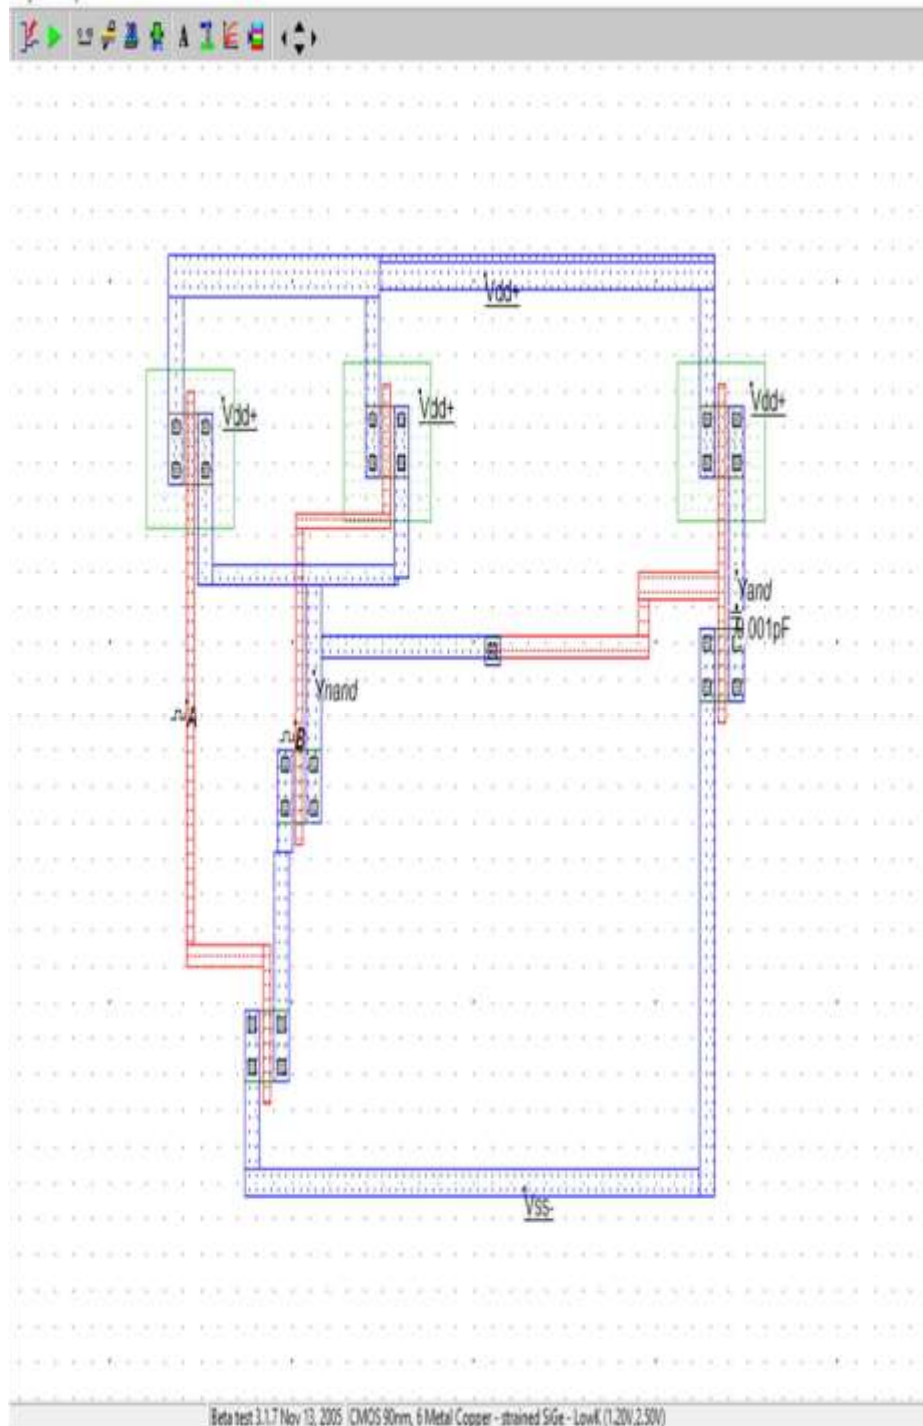 A
Vdd+
Vdd+
Vdd+
Vdd+
Yand
0.001pF
Ynand
A
B
Vss-
Beta test 3.1.7 Nov 13, 2005 CMOS 90nm, 6 Metal Copper - strained SiGe - LowK (1.20V,2.50V)